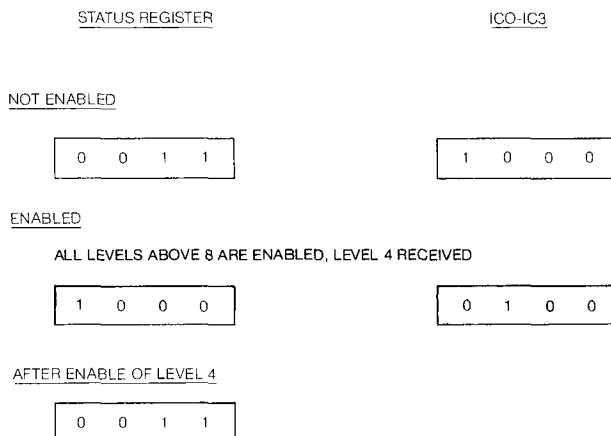 STATUS REGISTER ICO-IC3
NOT ENABLED
0 0 1 1 1 0 0 0
ENABLED
ALL LEVELS ABOVE 8 ARE ENABLED, LEVEL 4 RECEIVED
1 0 0 0 0 1 0 0
AFTER ENABLE OF LEVEL 4
0 0 1 1